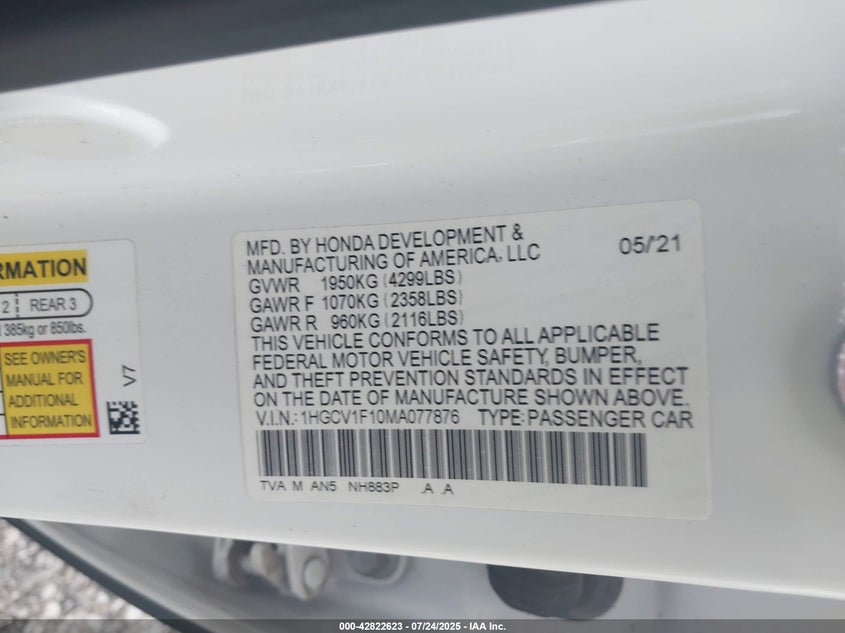 RMATION
2 REAR 3
385kg or 850lbs.
SEE OWNER'S
MANUAL FOR
ADDITIONAL
INFORMATION
V7
MFD. BY HONDA DEVELOPMENT &
MANUFACTURING OF AMERICA, LLC
05/'21
GVWR 1950KG (4299LBS)
GAWR F 1070KG (2358LBS)
GAWR R 960KG (2116LBS)
THIS VEHICLE CONFORMS TO ALL APPLICABLE
FEDERAL MOTOR VEHICLE SAFETY, BUMPER,
AND THEFT PREVENTION STANDARDS IN EFFECT
ON THE DATE OF MANUFACTURE SHOWN ABOVE.
V.I.N.: 1HGCV1F10MA077876 TYPE: PASSENGER CAR
TVA M AN5 NH883P .A .A
000-42822623 - 07/24/2025 - IAA Inc.